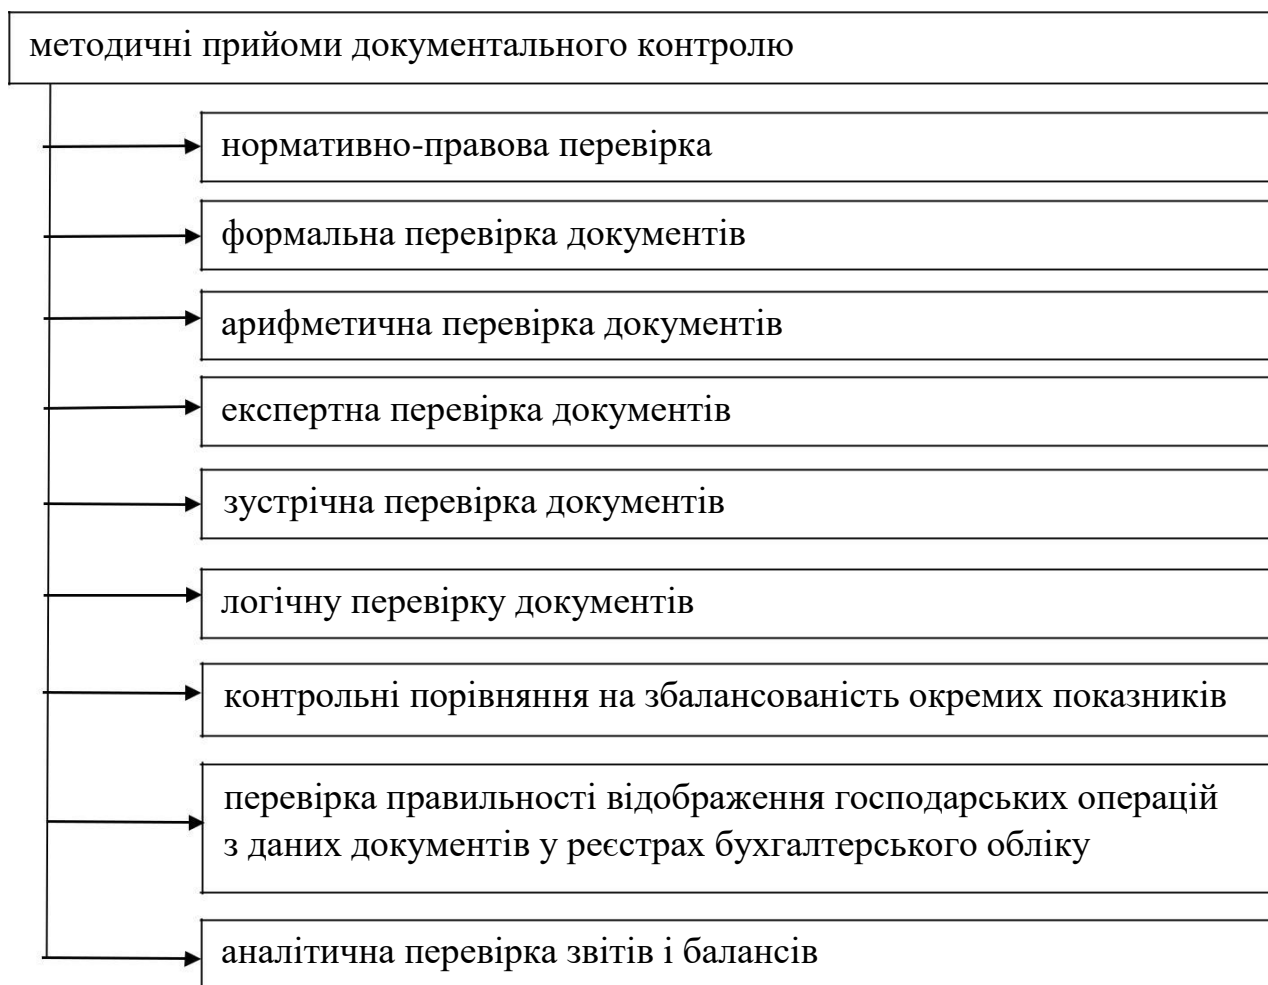 методичні прийоми документального контролю
нормативно-правова перевірка
формальна перевірка документів
арифметична перевірка документів
експертна перевірка документів
зустрічна перевірка документів
логічну перевірку документів
контрольні порівняння на збалансованість окремих показників
перевірка правильності відображення господарських операцій
з даних документів у реєстрах бухгалтерського обліку
аналітична перевірка звітів і балансів